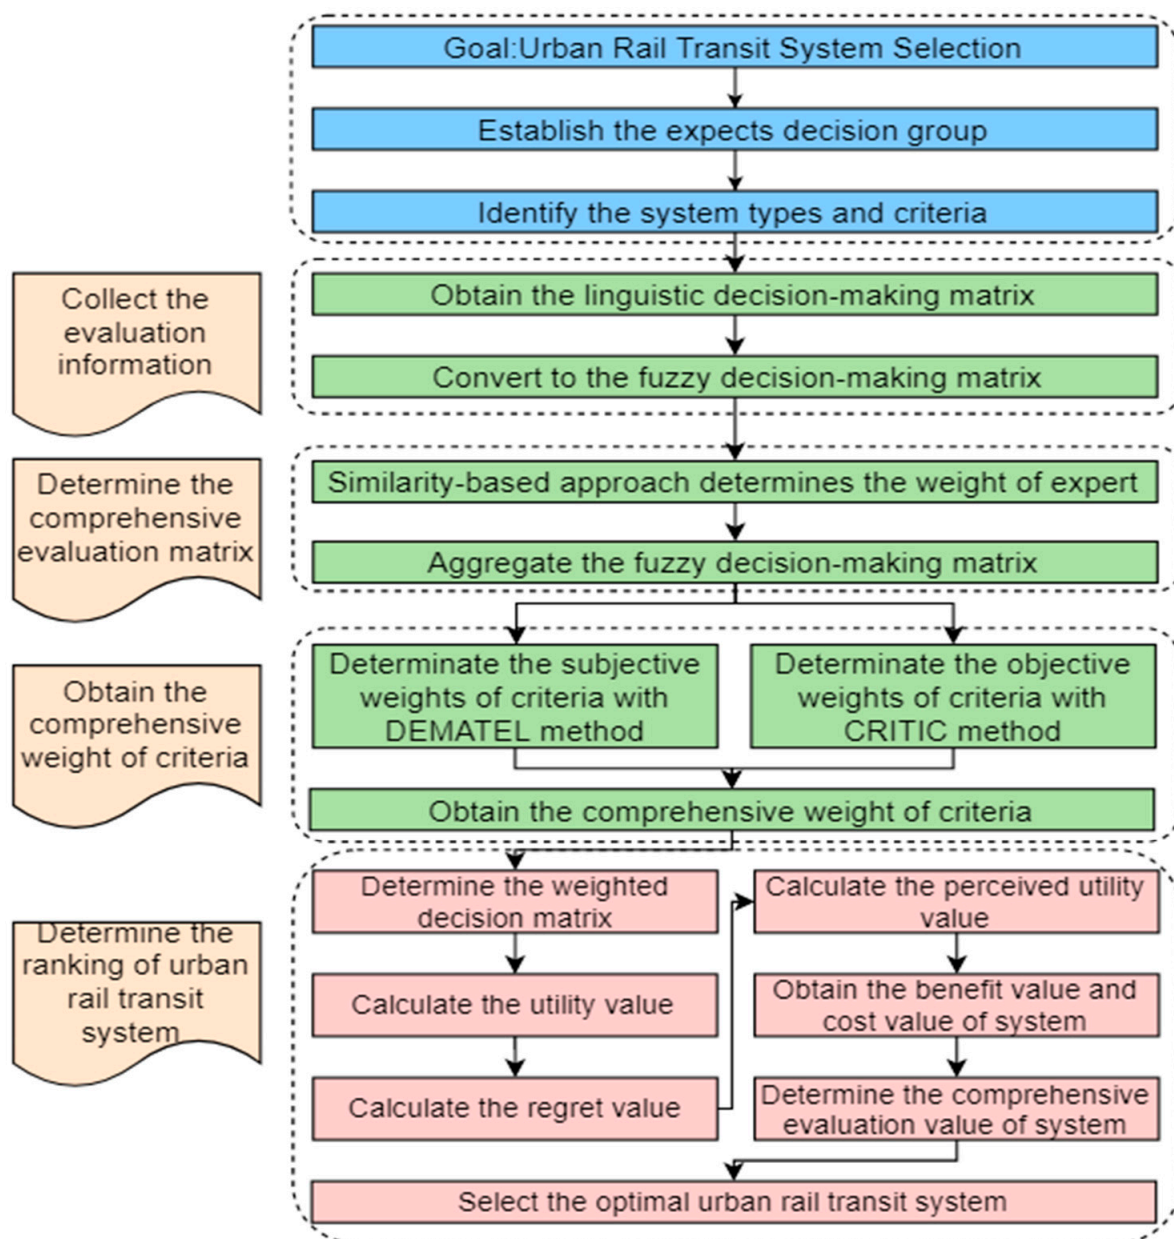 Goal:Urban Rail Transit System Selection
Establish the expects decision group
Identify the system types and criteria
Collect the
evaluation
information
Obtain the linguistic decision-making matrix
Convert to the fuzzy decision-making matrix
Determine the
comprehensive
evaluation matrix
Similarity-based approach determines the weight of expert
Aggregate the fuzzy decision-making matrix
Obtain the
comprehensive
weight of criteria
Determinate the subjective
weights of criteria with
DEMATEL method
Determinate the objective
weights of criteria with
CRITIC method
Obtain the comprehensive weight of criteria
Determine the
ranking of urban
rail transit
system
Determine the weighted
decision matrix
Calculate the utility value
Calculate the regret value
Calculate the perceived utility
value
Obtain the benefit value and
cost value of system
Determine the comprehensive
evaluation value of system
Select the optimal urban rail transit system